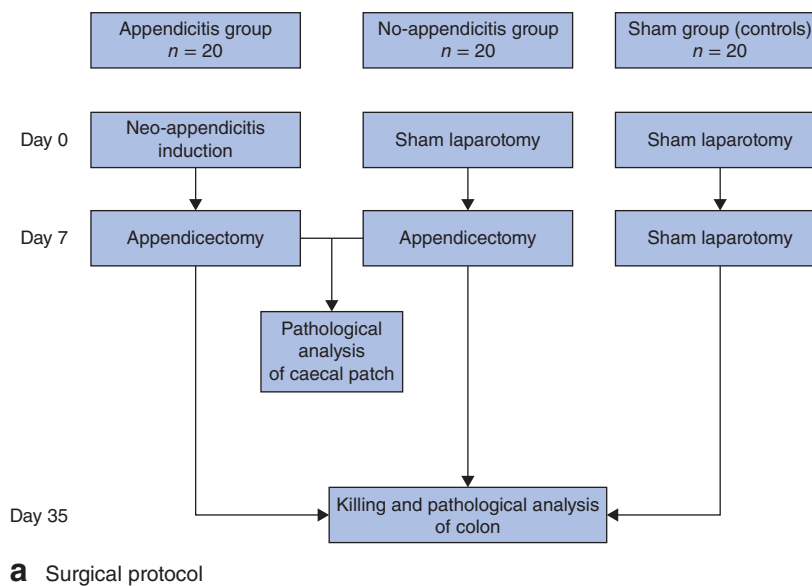 Appendicitis group
n = 20
No-appendicitis group
n = 20
Sham group (controls)
n = 20
Day 0
Neo-appendicitis
induction
Sham laparotomy
Sham laparotomy
Day 7
Appendicectomy
Appendicectomy
Sham laparotomy
Pathological
analysis
of caecal patch
Day 35
Killing and pathological analysis
of colon
a Surgical protocol